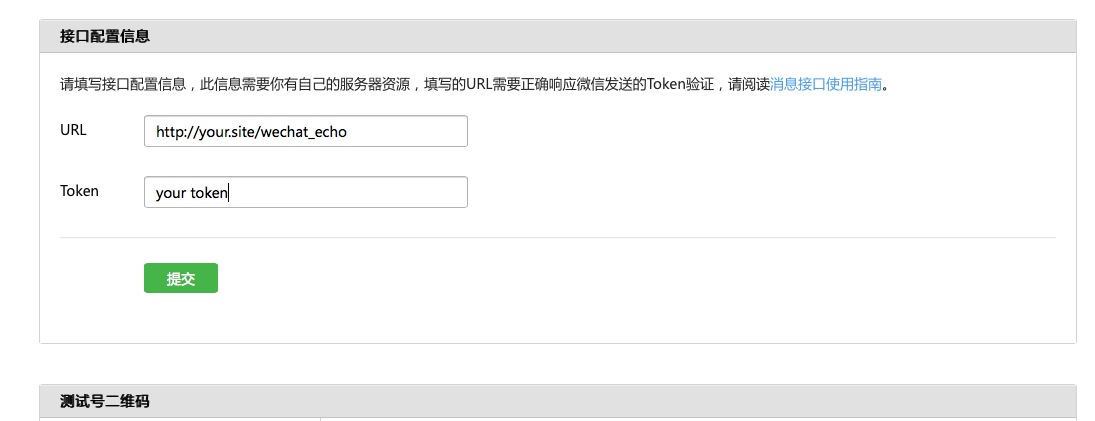 接口配置信息
请填写接口配置信息，此信息需要你有自己的服务器资源，填写的URL需要正确响应微信发送的Token验证，请阅读消息接口使用指南。
URL
http://your.site/wechat_echo
Token
your token
提交
测试号二维码